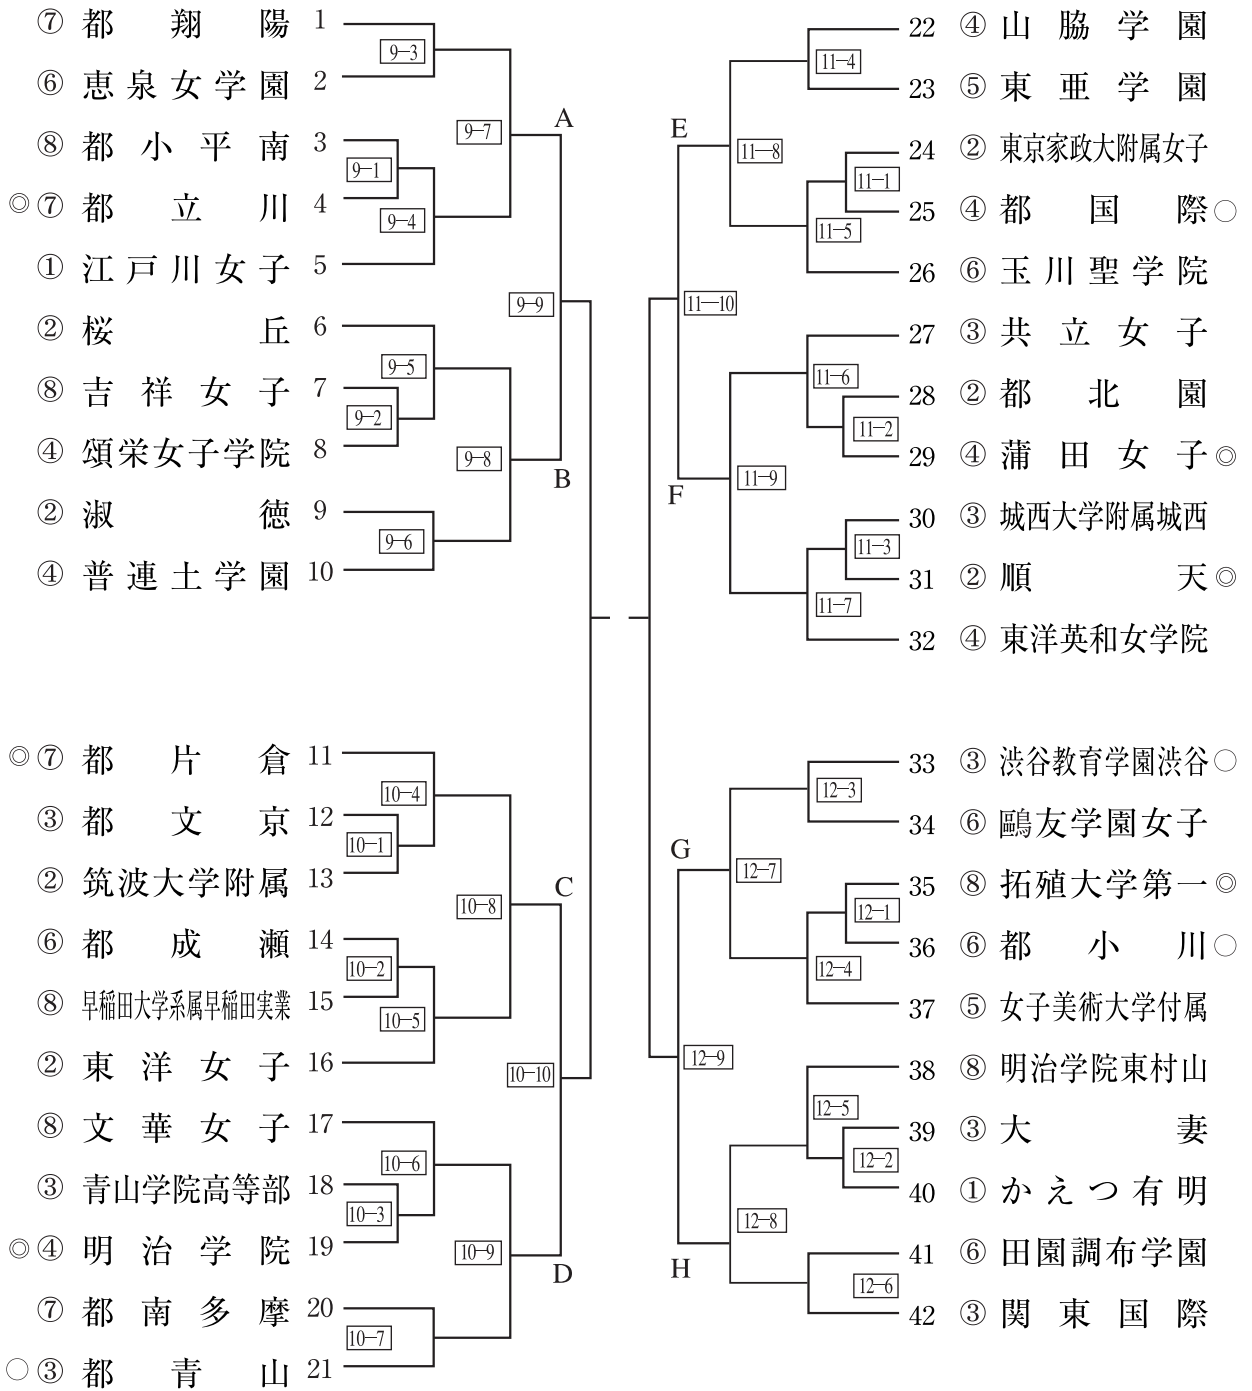 ⑦ 都翔陽 1
9-3
⑥ 恵泉女学園 2
A
9-7
⑧ 都小平南 3
9-1
◎ ⑦ 都立川 4
9-4
① 江戸川女子 5
9-9
② 桜丘 6
9-5
⑧ 吉祥女子 7
9-2
④ 頌栄女子学院 8
9-8
B
② 淑徳 9
9-6
④ 普連土学園 10
◎ ⑦ 都片倉 11
10-4
③ 都文京 12
10-1
② 筑波大学附属 13
C
10-8
⑥ 都成瀬 14
10-2
⑧ 早稲田大学系属早稲田実業 15
10-5
② 東洋女子 16
10-10
⑧ 文華女子 17
10-6
③ 青山学院高等部 18
10-3
◎ ④ 明治学院 19
10-9
D
⑦ 都南多摩 20
10-7
○ ③ 都青山 21
22 ④ 山脇学園
11-4
23 ⑤ 東亜学園
E
11-8
24 ② 東京家政大附属女子
11-1
25 ④ 都国際 ○
11-5
26 ⑥ 玉川聖学院
11-10
27 ③ 共立女子
11-6
28 ② 都北園
11-2
29 ④ 蒲田女子 ◎
11-9
F
30 ③ 城西大学附属城西
11-3
31 ② 順天 ◎
11-7
32 ④ 東洋英和女学院
33 ③ 渋谷教育学園渋谷 ○
12-3
34 ⑥ 鷗友学園女子
G
12-7
35 ⑧ 拓殖大学第一 ◎
12-1
36 ⑥ 都小川 ○
12-4
37 ⑤ 女子美術大学付属
12-9
38 ⑧ 明治学院東村山
12-5
39 ③ 大妻
12-2
40 ① かえつ有明
12-8
H
41 ⑥ 田園調布学園
12-6
42 ③ 関東国際